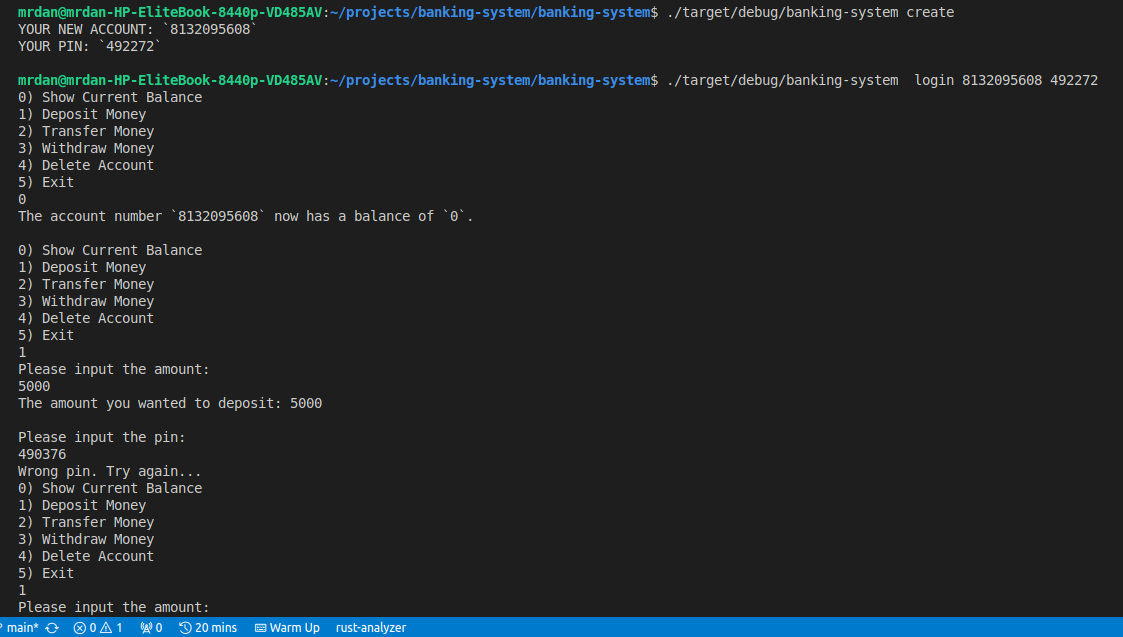 mrdan@mrdan-HP-EliteBook-8440p-VD485AV:~/projects/banking-system/banking-system$ ./target/debug/banking-system create
YOUR NEW ACCOUNT: `8132095608`
YOUR PIN: `492272`
mrdan@mrdan-HP-EliteBook-8440p-VD485AV:~/projects/banking-system/banking-system$ ./target/debug/banking-system  login 8132095608 492272
0) Show Current Balance
1) Deposit Money
2) Transfer Money
3) Withdraw Money
4) Delete Account
5) Exit
0
The account number `8132095608` now has a balance of `0`.
0) Show Current Balance
1) Deposit Money
2) Transfer Money
3) Withdraw Money
4) Delete Account
5) Exit
1
Please input the amount:
5000
The amount you wanted to deposit: 5000
Please input the pin:
490376
Wrong pin. Try again...
0) Show Current Balance
1) Deposit Money
2) Transfer Money
3) Withdraw Money
4) Delete Account
5) Exit
1
Please input the amount:
main* 0 1 0 20 mins Warm Up rust-analyzer